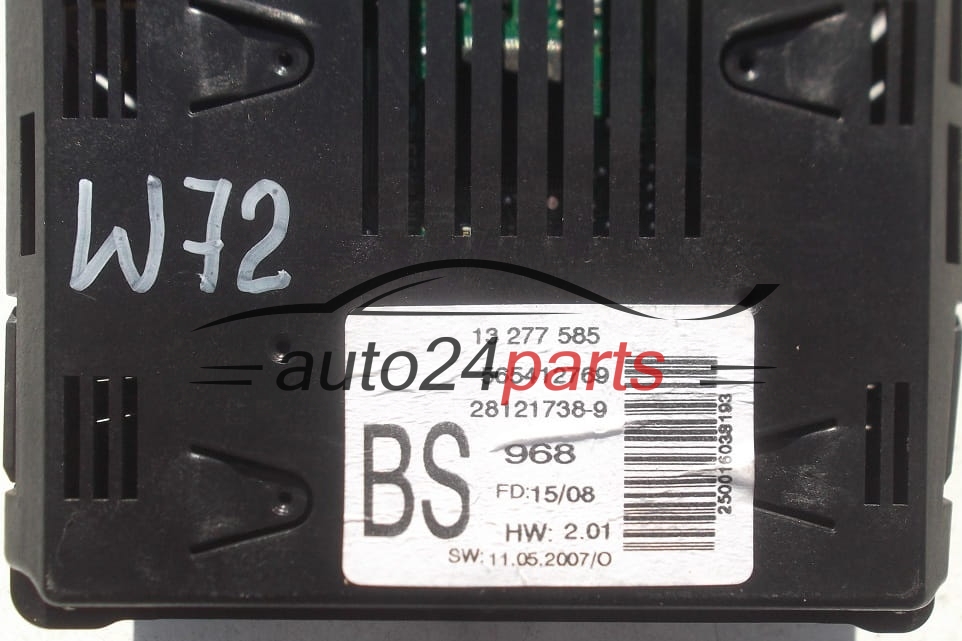 W72
13 277 585
auto24parts
565412769
28121738-9
BS
968
FD:15/08
HW: 2.01
SW: 11.05.2007/O
250016038193